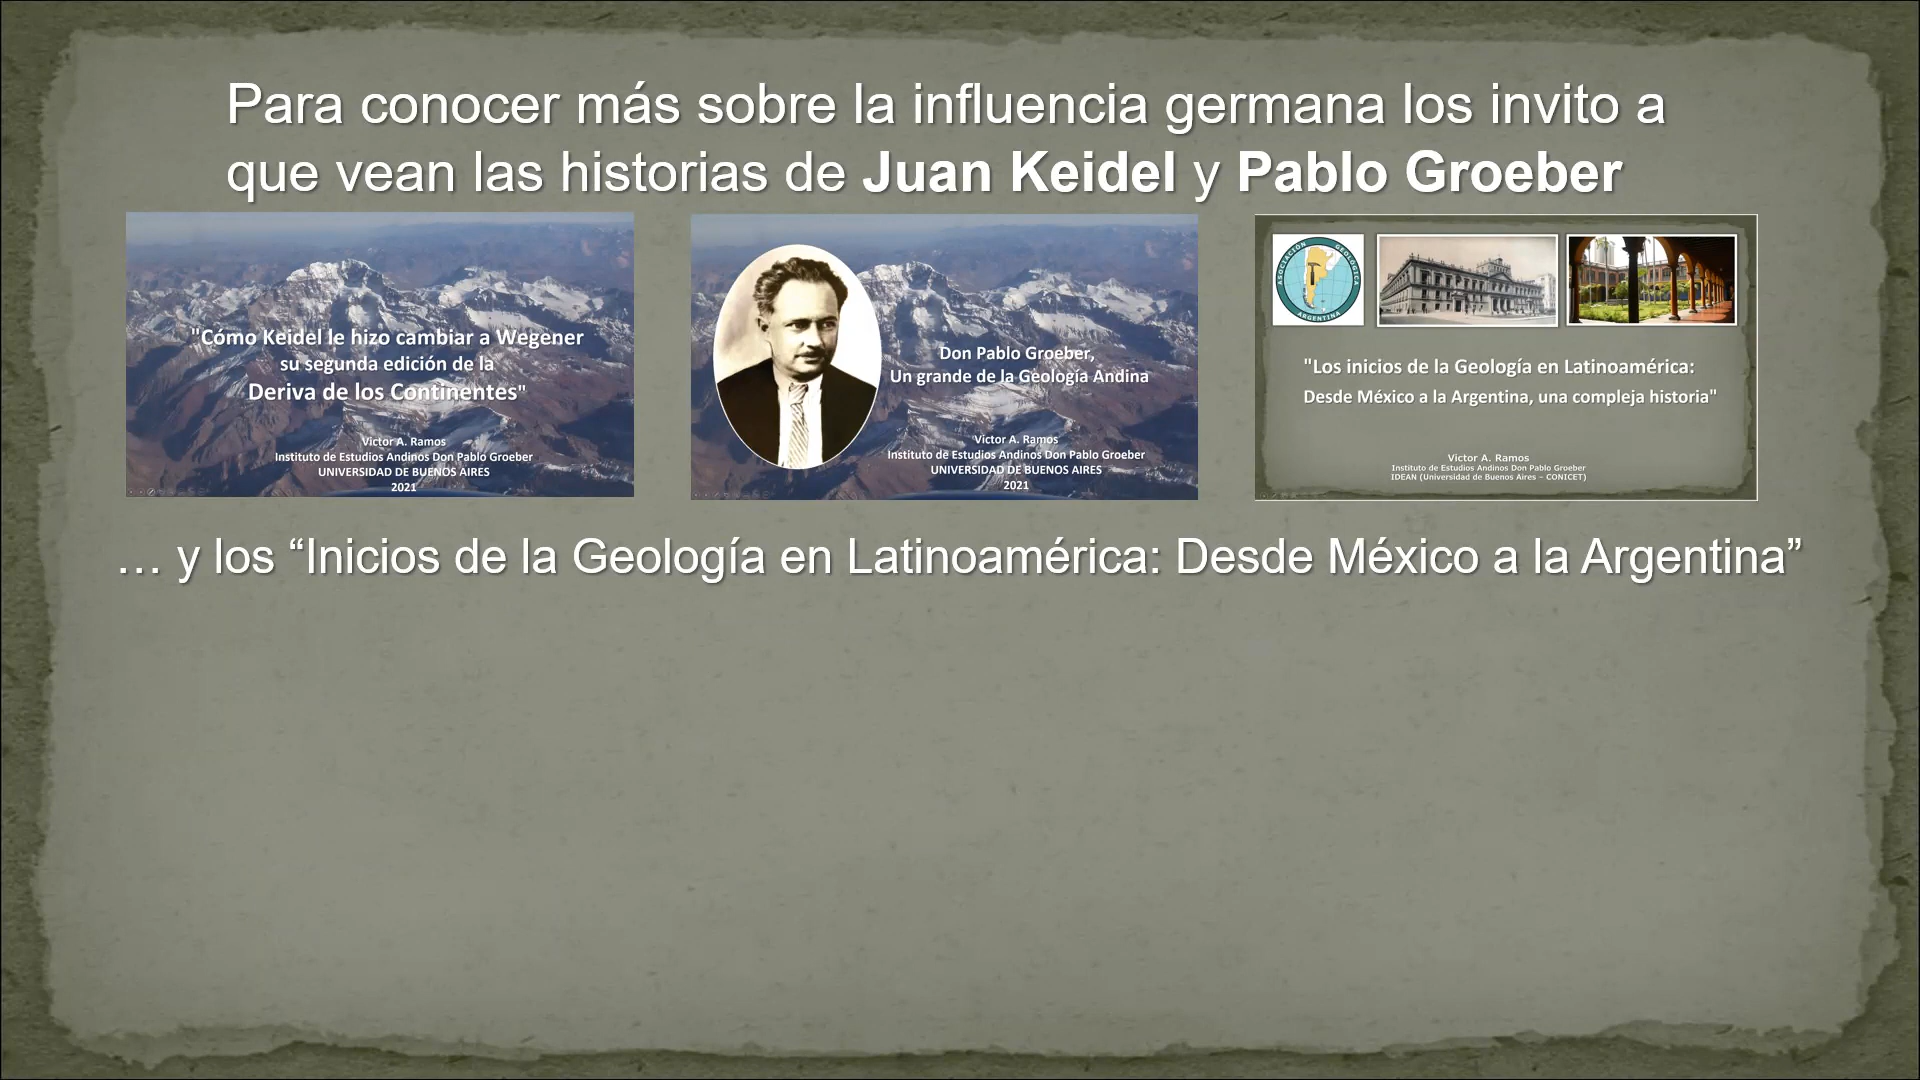 Para conocer más sobre la influencia germana los invito a
que vean las historias de Juan Keidel y Pablo Groeber
"Cómo Keidel le hizo cambiar a Wegener
su segunda edición de la
Deriva de los Continentes"
Victor A. Ramos
Instituto de Estudios Andinos Don Pablo Groeber
UNIVERSIDAD DE BUENOS AIRES
2021
Don Pablo Groeber,
Un grande de la Geología Andina
Victor A. Ramos
Instituto de Estudios Andinos Don Pablo Groeber
UNIVERSIDAD DE BUENOS AIRES
2021
ASOCIACIÓN GEOLÓGICA
ARGENTINA
"Los inicios de la Geología en Latinoamérica:
Desde México a la Argentina, una compleja historia"
Victor A. Ramos
Instituto de Estudios Andinos Don Pablo Groeber
IDEAN (Universidad de Buenos Aires – CONICET)
… y los “Inicios de la Geología en Latinoamérica: Desde México a la Argentina”